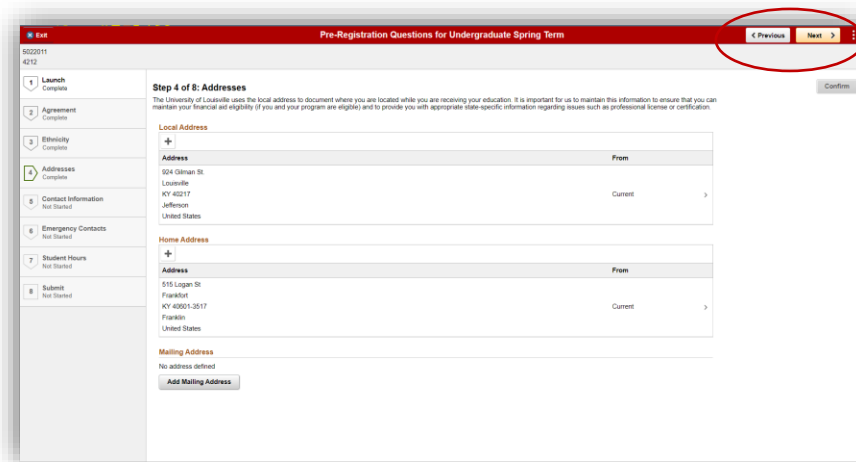 Exit
Pre-Registration Questions for Undergraduate Spring Term
Previous
Next
5022011
4212
1 Launch
Complete
2 Agreement
Complete
3 Ethnicity
Complete
4 Addresses
Complete
5 Contact Information
Not Started
6 Emergency Contacts
Not Started
7 Student Hours
Not Started
8 Submit
Not Started
Step 4 of 8: Addresses
Confirm
The University of Louisville uses the local address to document where you are located while you are receiving your education. It is important for us to maintain this information to ensure that you can
maintain your financial aid eligibility (if you and your program are eligible) and to provide you with appropriate state-specific information regarding issues such as professional license or certification.
Local Address
+
Address From
924 Gilman St.
Louisville
KY 40217 Current
Jefferson
United States
Home Address
+
Address From
515 Logan St
Frankfort
KY 40601-3517 Current
Franklin
United States
Mailing Address
No address defined
Add Mailing Address